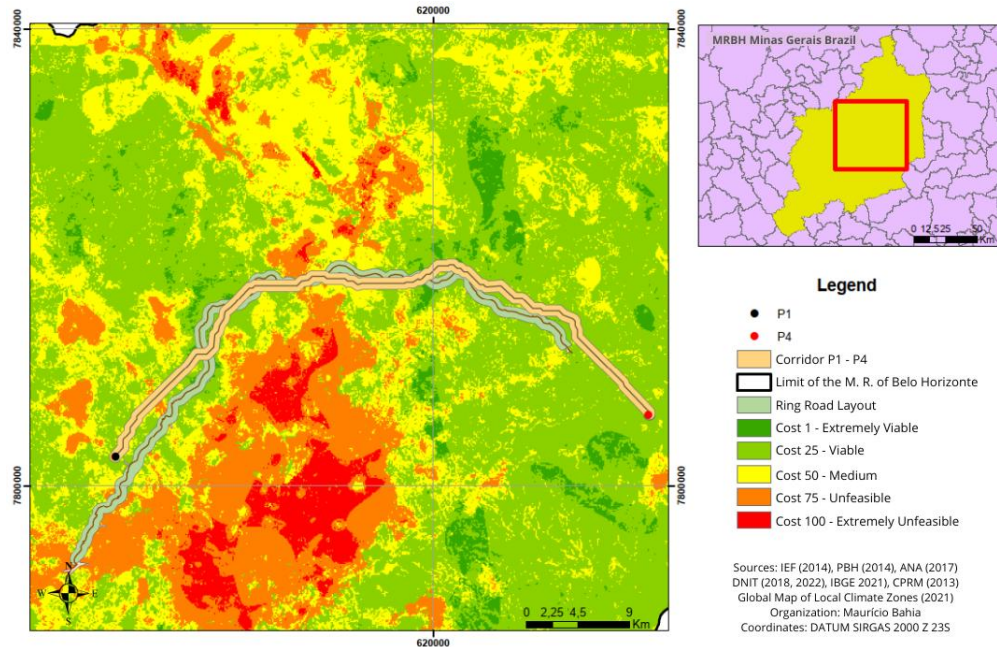 620000
7840000
7840000
MRBH Minas Gerais Brazil
0 12,525 50
Km
Legend
P1
P4
Corridor P1 - P4
Limit of the M. R. of Belo Horizonte
Ring Road Layout
Cost 1 - Extremely Viable
Cost 25 - Viable
Cost 50 - Medium
Cost 75 - Unfeasible
Cost 100 - Extremely Unfeasible
7800000
7800000
N
W E
S
0 2,25 4,5 9
Km
620000
Sources: IEF (2014), PBH (2014), ANA (2017)
DNIT (2018, 2022), IBGE 2021), CPRM (2013)
Global Map of Local Climate Zones (2021)
Organization: Maurício Bahia
Coordinates: DATUM SIRGAS 2000 Z 23S